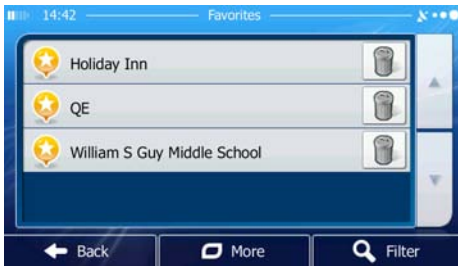 14:42 Favorites
Holiday Inn
QE
William S Guy Middle School
Back More Filter